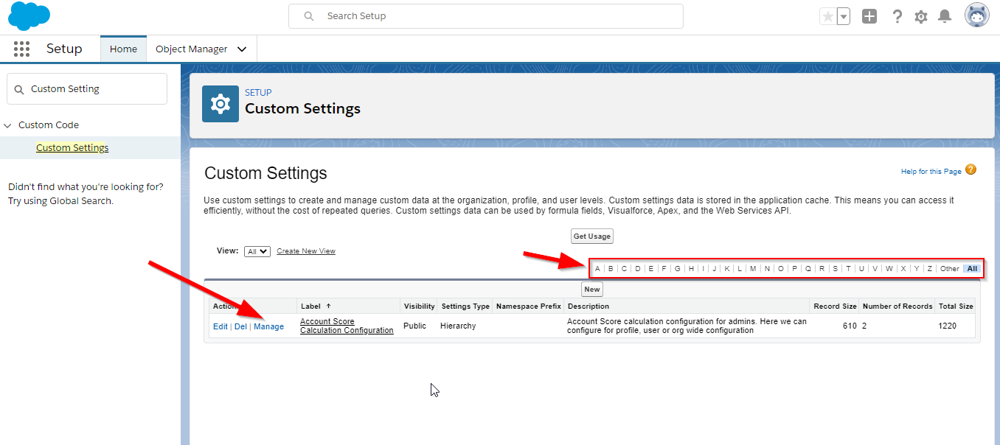 Search Setup
Setup
Home
Object Manager
Custom Setting
Custom Code
Custom Settings
Didn't find what you're looking for?
Try using Global Search.
SETUP
Custom Settings
Custom Settings
Help for this Page ?
Use custom settings to create and manage custom data at the organization, profile, and user levels. Custom settings data is stored in the application cache. This means you can access it
efficiently, without the cost of repeated queries. Custom settings data can be used by formula fields, Visualforce, Apex, and the Web Services API.
Get Usage
View: All Create New View
A | B | C | D | E | F | G | H | I | J | K | L | M | N | O | P | Q | R | S | T | U | V | W | X | Y | Z | Other All
New
Action Label ↑ Visibility Settings Type Namespace Prefix Description Record Size Number of Records Total Size
Edit | Del | Manage Account Score Public Hierarchy Account Score calculation configuration for admins. Here we can 610 2 1220
Calculation Configuration configure for profile, user or org wide configuration